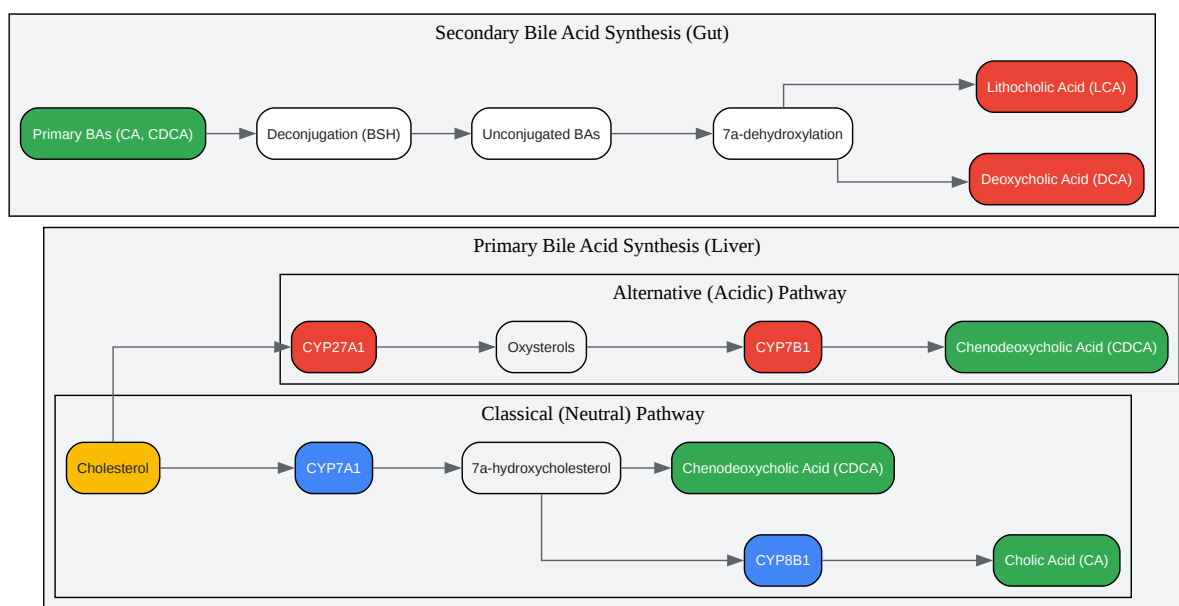 Secondary Bile Acid Synthesis (Gut)
Lithocholic Acid (LCA)
Primary BAs (CA, CDCA)
Deconjugation (BSH)
Unconjugated BAs
7a-dehydroxylation
Deoxycholic Acid (DCA)
Primary Bile Acid Synthesis (Liver)
Alternative (Acidic) Pathway
CYP27A1
Oxysterols
CYP7B1
Chenodeoxycholic Acid (CDCA)
Classical (Neutral) Pathway
Cholesterol
CYP7A1
7a-hydroxycholesterol
Chenodeoxycholic Acid (CDCA)
CYP8B1
Cholic Acid (CA)